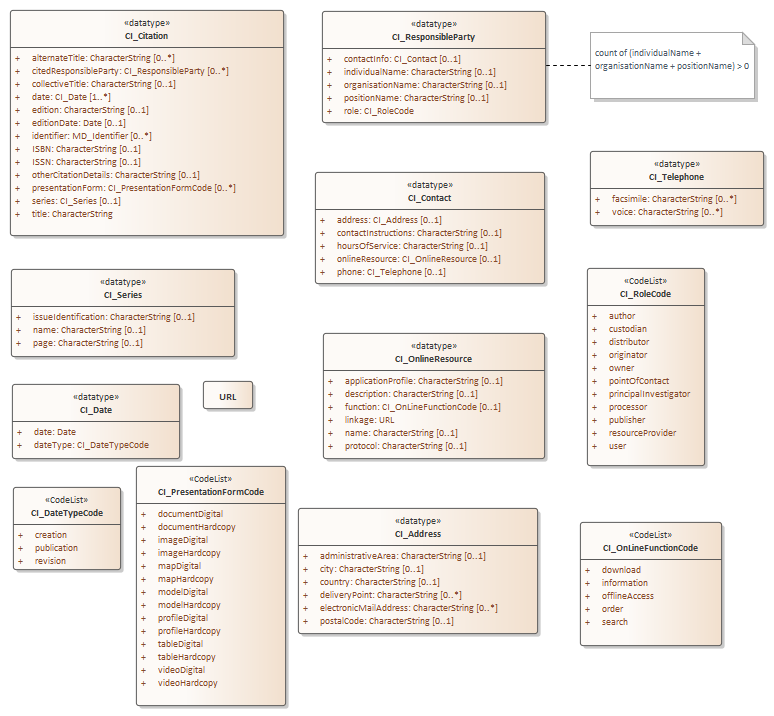 «datatype»
CI_Citation
+ alternateTitle: CharacterString [0..*]
+ citedResponsibleParty: CI_ResponsibleParty [0..*]
+ collectiveTitle: CharacterString [0..1]
+ date: CI_Date [1..*]
+ edition: CharacterString [0..1]
+ editionDate: Date [0..1]
+ identifier: MD_Identifier [0..*]
+ ISBN: CharacterString [0..1]
+ ISSN: CharacterString [0..1]
+ otherCitationDetails: CharacterString [0..1]
+ presentationForm: CI_PresentationFormCode [0..*]
+ series: CI_Series [0..1]
+ title: CharacterString
«datatype»
CI_ResponsibleParty
+ contactInfo: CI_Contact [0..1]
+ individualName: CharacterString [0..1]
+ organisationName: CharacterString [0..1]
+ positionName: CharacterString [0..1]
+ role: CI_RoleCode
count of (individualName +
organisationName + positionName) > 0
«datatype»
CI_Telephone
+ facsimile: CharacterString [0..*]
+ voice: CharacterString [0..*]
«datatype»
CI_Contact
+ address: CI_Address [0..1]
+ contactInstructions: CharacterString [0..1]
+ hoursOfService: CharacterString [0..1]
+ onlineResource: CI_OnlineResource [0..1]
+ phone: CI_Telephone [0..1]
«datatype»
CI_Series
+ issueIdentification: CharacterString [0..1]
+ name: CharacterString [0..1]
+ page: CharacterString [0..1]
«CodeList»
CI_RoleCode
+ author
+ custodian
+ distributor
+ originator
+ owner
+ pointOfContact
+ principalInvestigator
+ processor
+ publisher
+ resourceProvider
+ user
«datatype»
CI_OnlineResource
+ applicationProfile: CharacterString [0..1]
+ description: CharacterString [0..1]
+ function: CI_OnLineFunctionCode [0..1]
+ linkage: URL
+ name: CharacterString [0..1]
+ protocol: CharacterString [0..1]
«datatype»
CI_Date
+ date: Date
+ dateType: CI_DateTypeCode
URL
«CodeList»
CI_DateTypeCode
+ creation
+ publication
+ revision
«CodeList»
CI_PresentationFormCode
+ documentDigital
+ documentHardcopy
+ imageDigital
+ imageHardcopy
+ mapDigital
+ mapHardcopy
+ modelDigital
+ modelHardcopy
+ profileDigital
+ profileHardcopy
+ tableDigital
+ tableHardcopy
+ videoDigital
+ videoHardcopy
«datatype»
CI_Address
+ administrativeArea: CharacterString [0..1]
+ city: CharacterString [0..1]
+ country: CharacterString [0..1]
+ deliveryPoint: CharacterString [0..*]
+ electronicMailAddress: CharacterString [0..*]
+ postalCode: CharacterString [0..1]
«CodeList»
CI_OnLineFunctionCode
+ download
+ information
+ offlineAccess
+ order
+ search